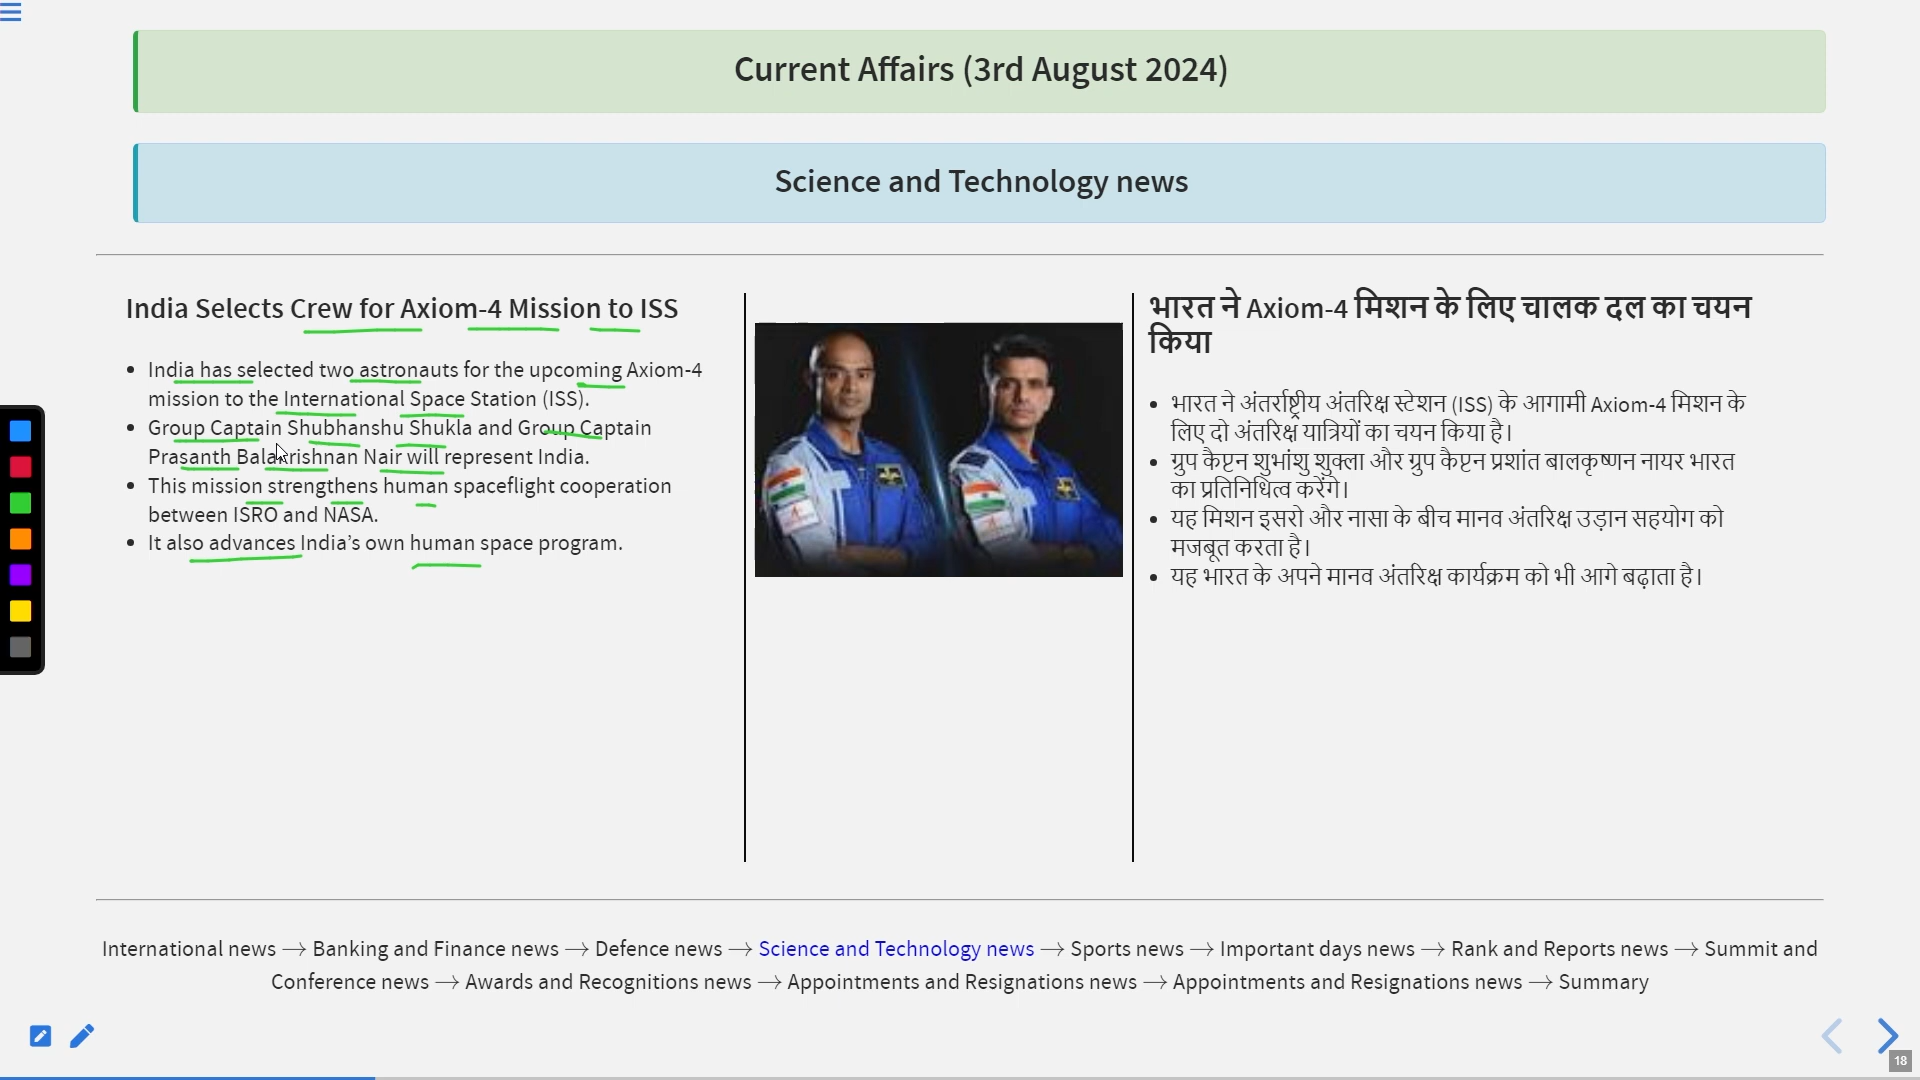 Current Affairs (3rd August 2024)
Science and Technology news
India Selects Crew for Axiom-4 Mission to ISS
India has selected two astronauts for the upcoming Axiom-4
mission to the International Space Station (ISS).
Group Captain Shubhanshu Shukla and Group Captain
Prasanth Balakrishnan Nair will represent India.
This mission strengthens human spaceflight cooperation
between ISRO and NASA.
It also advances India’s own human space program.
भारत ने Axiom-4 मिशन के लिए चालक दल का चयन
किया
भारत ने अंतर्राष्ट्रीय अंतरिक्ष स्टेशन (ISS) के आगामी Axiom-4 मिशन के
लिए दो अंतरिक्ष यात्रियों का चयन किया है।
ग्रुप कैप्टन शुभांशु शुक्ला और ग्रुप कैप्टन प्रशांत बालकृष्णन नायर भारत
का प्रतिनिधित्व करेंगे।
यह मिशन इसरो और नासा के बीच मानव अंतरिक्ष उड़ान सहयोग को
मजबूत करता है।
यह भारत के अपने मानव अंतरिक्ष कार्यक्रम को भी आगे बढ़ाता है।
International news → Banking and Finance news → Defence news → Science and Technology news → Sports news → Important days news → Rank and Reports news → Summit and
Conference news → Awards and Recognitions news → Appointments and Resignations news → Appointments and Resignations news → Summary
18